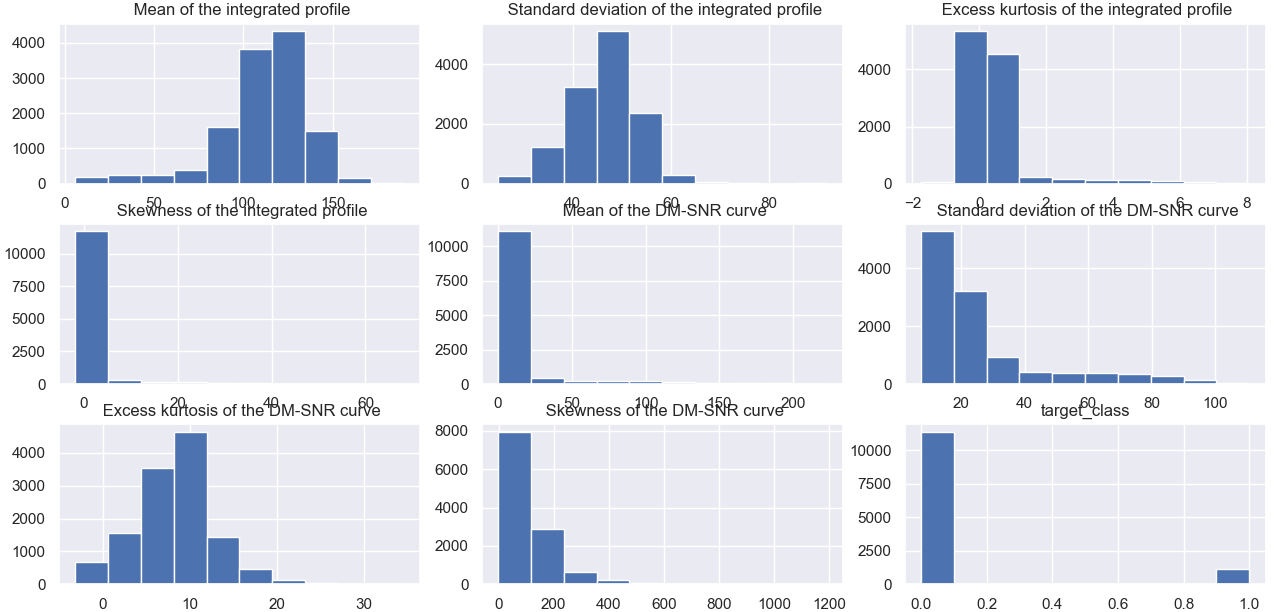 Mean of the integrated profile
Standard deviation of the integrated profile
Excess kurtosis of the integrated profile
4000
3000
2000
1000
0
0 50 100 150
4000
2000
0
40 60 80
4000
2000
0
−2 0 2 4 6 8
Skewness of the integrated profile
Mean of the DM-SNR curve
Standard deviation of the DM-SNR curve
10000
7500
5000
2500
0
0 20 40 60
10000
7500
5000
2500
0
0 50 100 150 200
4000
2000
0
20 40 60 80 100
Excess kurtosis of the DM-SNR curve
Skewness of the DM-SNR curve
target_class
4000
3000
2000
1000
0
0 10 20 30
8000
6000
4000
2000
0
0 200 400 600 800 1000 1200
10000
7500
5000
2500
0
0.0 0.2 0.4 0.6 0.8 1.0